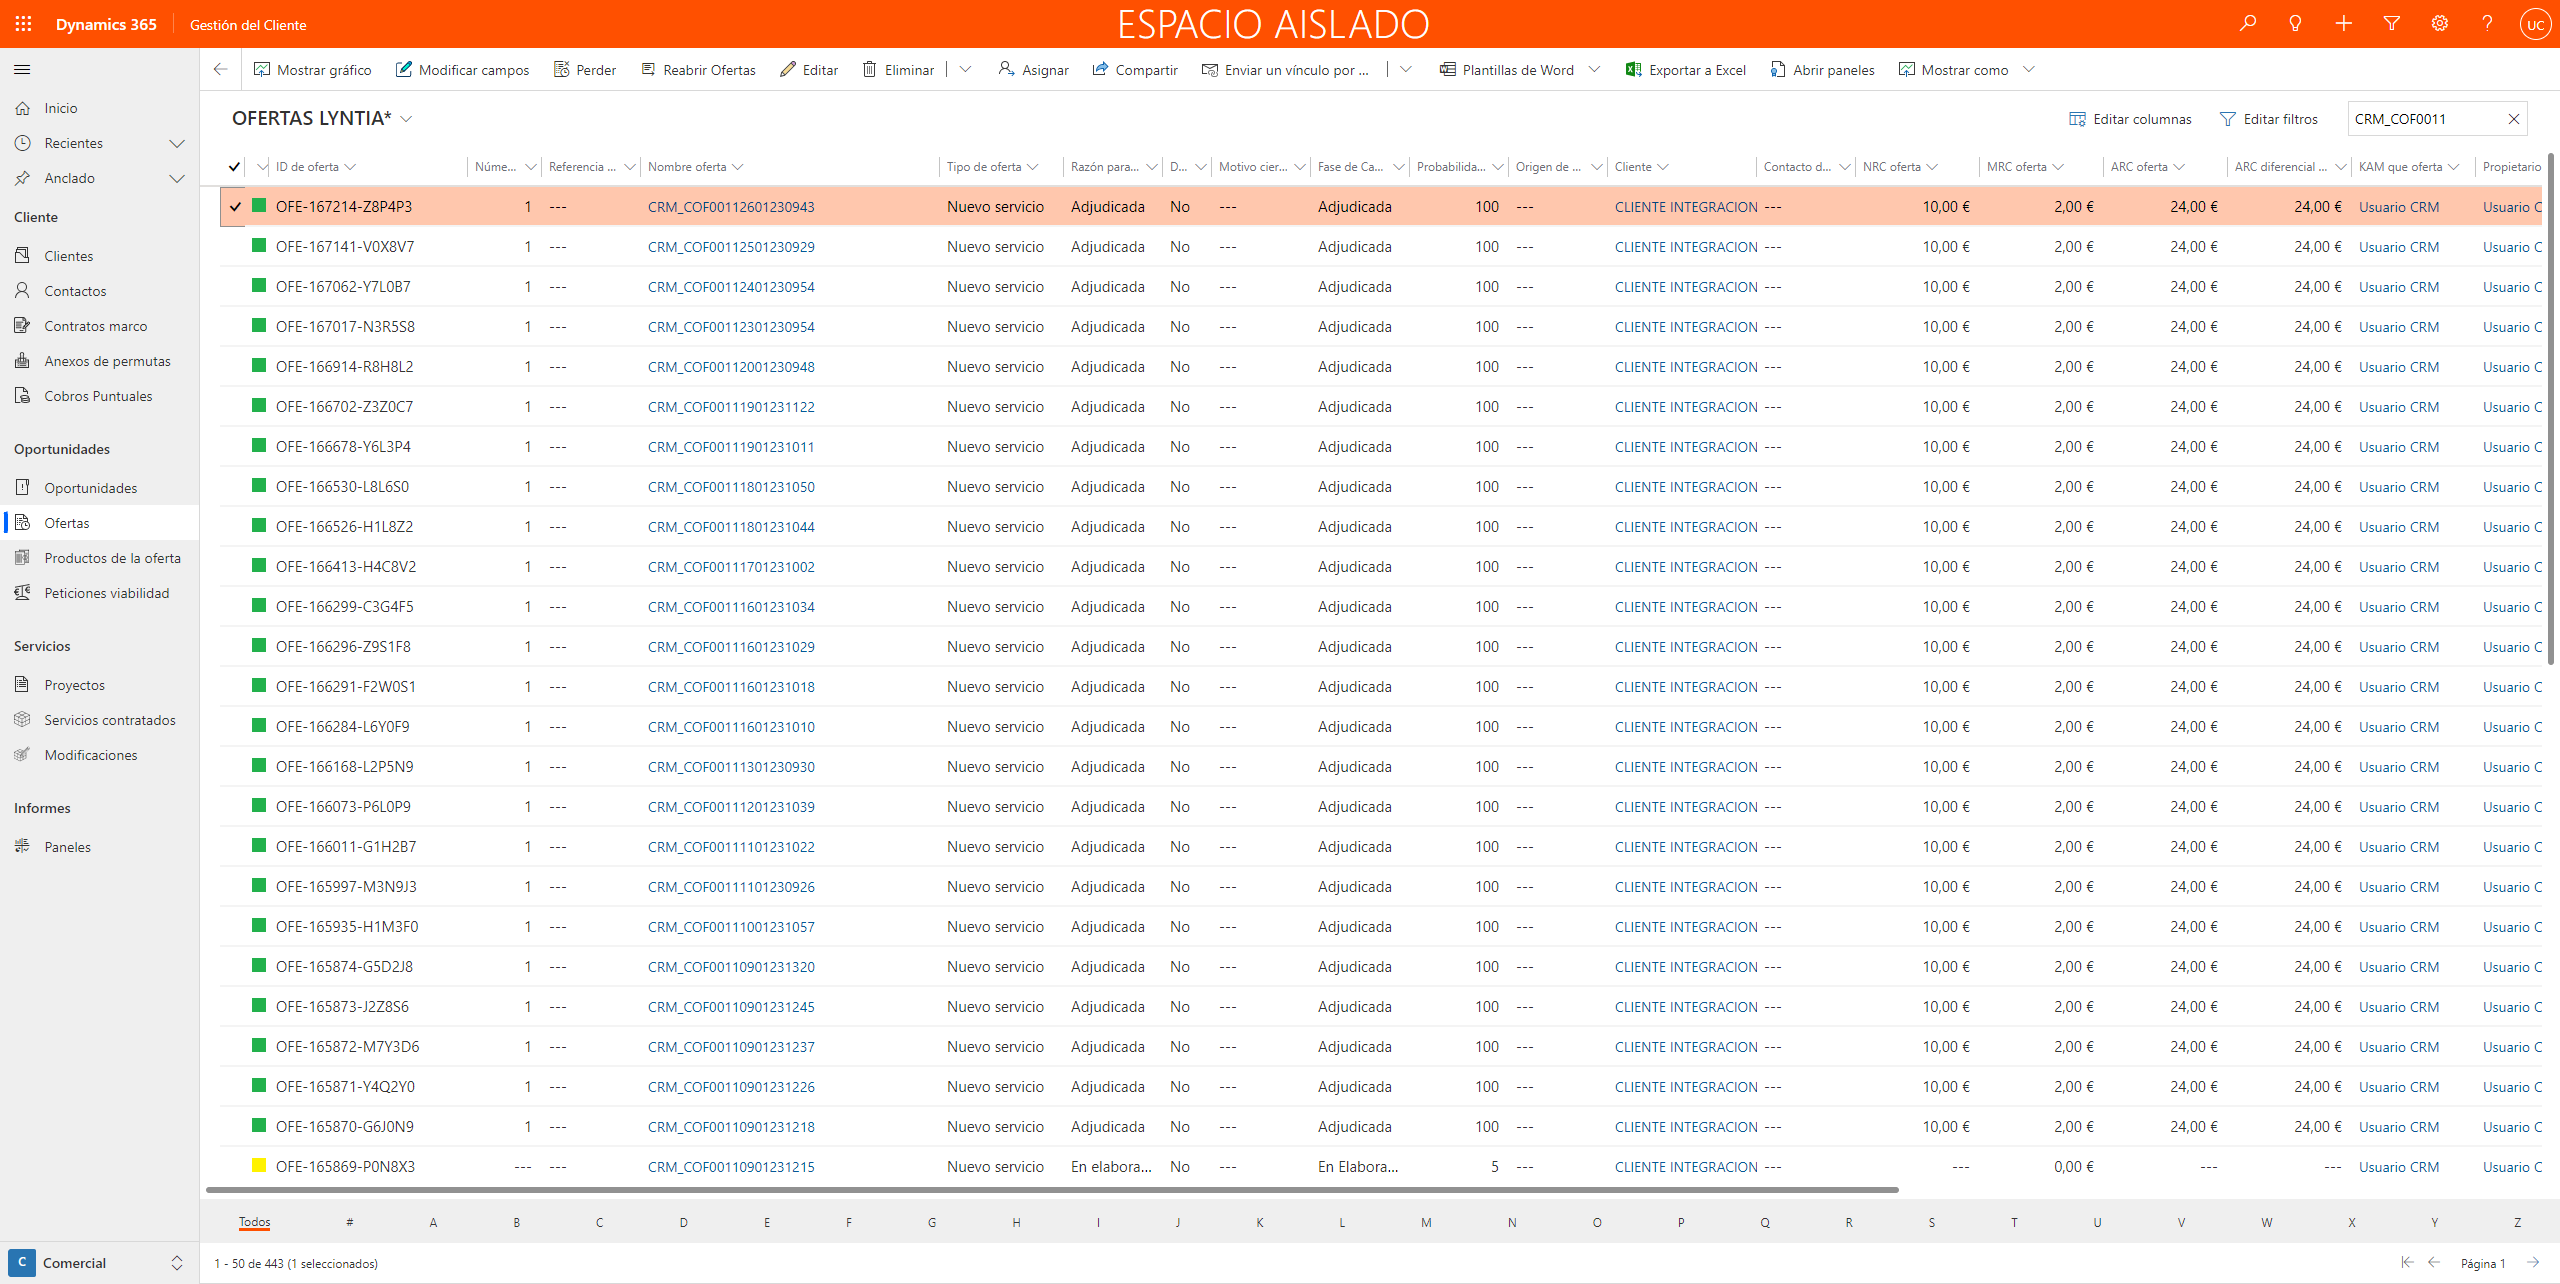 Dynamics 365 Gestión del Cliente ESPACIO AISLADO UC
Mostrar gráfico Modificar campos Perder Reabrir Ofertas Editar Eliminar Asignar Compartir Enviar un vínculo por ... Plantillas de Word Exportar a Excel Abrir paneles Mostrar como
Inicio
Recientes
Anclado
Cliente
Clientes
Contactos
Contratos marco
Anexos de permutas
Cobros Puntuales
Oportunidades
Oportunidades
Ofertas
Productos de la oferta
Peticiones viabilidad
Servicios
Proyectos
Servicios contratados
Modificaciones
Informes
Paneles
C Comercial
OFERTAS LYNTIA* Editar columnas Editar filtros CRM_COF0011
ID de oferta Núme... Referencia ... Nombre oferta Tipo de oferta Razón para... D... Motivo cier... Fase de Ca... Probabilida... Origen de ... Cliente Contacto d... NRC oferta MRC oferta ARC oferta ARC diferencial ... KAM que oferta Propietario
OFE-167214-Z8P4P3 1 --- CRM_COF00112601230943 Nuevo servicio Adjudicada No --- Adjudicada 100 --- CLIENTE INTEGRACION --- 10,00 € 2,00 € 24,00 € 24,00 € Usuario CRM Usuario C
OFE-167141-V0X8V7 1 --- CRM_COF00112501230929 Nuevo servicio Adjudicada No --- Adjudicada 100 --- CLIENTE INTEGRACION --- 10,00 € 2,00 € 24,00 € 24,00 € Usuario CRM Usuario C
OFE-167062-Y7L0B7 1 --- CRM_COF00112401230954 Nuevo servicio Adjudicada No --- Adjudicada 100 --- CLIENTE INTEGRACION --- 10,00 € 2,00 € 24,00 € 24,00 € Usuario CRM Usuario C
OFE-167017-N3R5S8 1 --- CRM_COF00112301230954 Nuevo servicio Adjudicada No --- Adjudicada 100 --- CLIENTE INTEGRACION --- 10,00 € 2,00 € 24,00 € 24,00 € Usuario CRM Usuario C
OFE-166914-R8H8L2 1 --- CRM_COF00112001230948 Nuevo servicio Adjudicada No --- Adjudicada 100 --- CLIENTE INTEGRACION --- 10,00 € 2,00 € 24,00 € 24,00 € Usuario CRM Usuario C
OFE-166702-Z3Z0C7 1 --- CRM_COF00111901231122 Nuevo servicio Adjudicada No --- Adjudicada 100 --- CLIENTE INTEGRACION --- 10,00 € 2,00 € 24,00 € 24,00 € Usuario CRM Usuario C
OFE-166678-Y6L3P4 1 --- CRM_COF00111901231011 Nuevo servicio Adjudicada No --- Adjudicada 100 --- CLIENTE INTEGRACION --- 10,00 € 2,00 € 24,00 € 24,00 € Usuario CRM Usuario C
OFE-166530-L8L6S0 1 --- CRM_COF00111801231050 Nuevo servicio Adjudicada No --- Adjudicada 100 --- CLIENTE INTEGRACION --- 10,00 € 2,00 € 24,00 € 24,00 € Usuario CRM Usuario C
OFE-166526-H1L8Z2 1 --- CRM_COF00111801231044 Nuevo servicio Adjudicada No --- Adjudicada 100 --- CLIENTE INTEGRACION --- 10,00 € 2,00 € 24,00 € 24,00 € Usuario CRM Usuario C
OFE-166413-H4C8V2 1 --- CRM_COF00111701231002 Nuevo servicio Adjudicada No --- Adjudicada 100 --- CLIENTE INTEGRACION --- 10,00 € 2,00 € 24,00 € 24,00 € Usuario CRM Usuario C
OFE-166299-C3G4F5 1 --- CRM_COF00111601231034 Nuevo servicio Adjudicada No --- Adjudicada 100 --- CLIENTE INTEGRACION --- 10,00 € 2,00 € 24,00 € 24,00 € Usuario CRM Usuario C
OFE-166296-Z9S1F8 1 --- CRM_COF00111601231029 Nuevo servicio Adjudicada No --- Adjudicada 100 --- CLIENTE INTEGRACION --- 10,00 € 2,00 € 24,00 € 24,00 € Usuario CRM Usuario C
OFE-166291-F2W0S1 1 --- CRM_COF00111601231018 Nuevo servicio Adjudicada No --- Adjudicada 100 --- CLIENTE INTEGRACION --- 10,00 € 2,00 € 24,00 € 24,00 € Usuario CRM Usuario C
OFE-166284-L6Y0F9 1 --- CRM_COF00111601231010 Nuevo servicio Adjudicada No --- Adjudicada 100 --- CLIENTE INTEGRACION --- 10,00 € 2,00 € 24,00 € 24,00 € Usuario CRM Usuario C
OFE-166168-L2P5N9 1 --- CRM_COF00111301230930 Nuevo servicio Adjudicada No --- Adjudicada 100 --- CLIENTE INTEGRACION --- 10,00 € 2,00 € 24,00 € 24,00 € Usuario CRM Usuario C
OFE-166073-P6L0P9 1 --- CRM_COF00111201231039 Nuevo servicio Adjudicada No --- Adjudicada 100 --- CLIENTE INTEGRACION --- 10,00 € 2,00 € 24,00 € 24,00 € Usuario CRM Usuario C
OFE-166011-G1H2B7 1 --- CRM_COF00111101231022 Nuevo servicio Adjudicada No --- Adjudicada 100 --- CLIENTE INTEGRACION --- 10,00 € 2,00 € 24,00 € 24,00 € Usuario CRM Usuario C
OFE-165997-M3N9J3 1 --- CRM_COF00111101230926 Nuevo servicio Adjudicada No --- Adjudicada 100 --- CLIENTE INTEGRACION --- 10,00 € 2,00 € 24,00 € 24,00 € Usuario CRM Usuario C
OFE-165935-H1M3F0 1 --- CRM_COF00111001231057 Nuevo servicio Adjudicada No --- Adjudicada 100 --- CLIENTE INTEGRACION --- 10,00 € 2,00 € 24,00 € 24,00 € Usuario CRM Usuario C
OFE-165874-G5D2J8 1 --- CRM_COF00110901231320 Nuevo servicio Adjudicada No --- Adjudicada 100 --- CLIENTE INTEGRACION --- 10,00 € 2,00 € 24,00 € 24,00 € Usuario CRM Usuario C
OFE-165873-J2Z8S6 1 --- CRM_COF00110901231245 Nuevo servicio Adjudicada No --- Adjudicada 100 --- CLIENTE INTEGRACION --- 10,00 € 2,00 € 24,00 € 24,00 € Usuario CRM Usuario C
OFE-165872-M7Y3D6 1 --- CRM_COF00110901231237 Nuevo servicio Adjudicada No --- Adjudicada 100 --- CLIENTE INTEGRACION --- 10,00 € 2,00 € 24,00 € 24,00 € Usuario CRM Usuario C
OFE-165871-Y4Q2Y0 1 --- CRM_COF00110901231226 Nuevo servicio Adjudicada No --- Adjudicada 100 --- CLIENTE INTEGRACION --- 10,00 € 2,00 € 24,00 € 24,00 € Usuario CRM Usuario C
OFE-165870-G6J0N9 1 --- CRM_COF00110901231218 Nuevo servicio Adjudicada No --- Adjudicada 100 --- CLIENTE INTEGRACION --- 10,00 € 2,00 € 24,00 € 24,00 € Usuario CRM Usuario C
OFE-165869-P0N8X3 --- --- CRM_COF00110901231215 Nuevo servicio En elabora... No --- En Elabora... 5 --- CLIENTE INTEGRACION --- --- 0,00 € --- --- Usuario CRM Usuario C
Todos # A B C D E F G H I J K L M N O P Q R S T U V W X Y Z
1 - 50 de 443 (1 seleccionados) Página 1